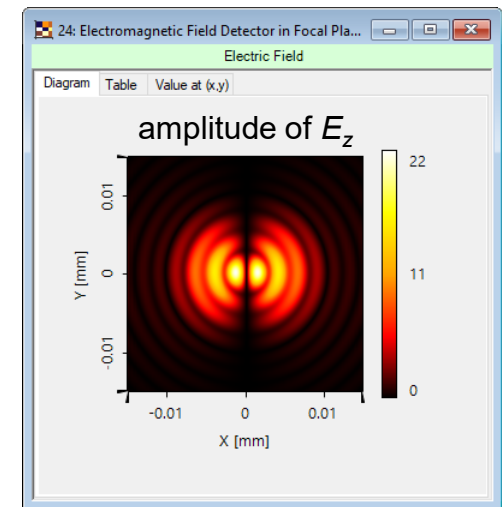 24: Electromagnetic Field Detector in Focal Pla...
Electric Field
Diagram Table Value at (x,y)
amplitude of Ez
22
11
0
0.01
0
-0.01
Y [mm]
-0.01 0 0.01
X [mm]